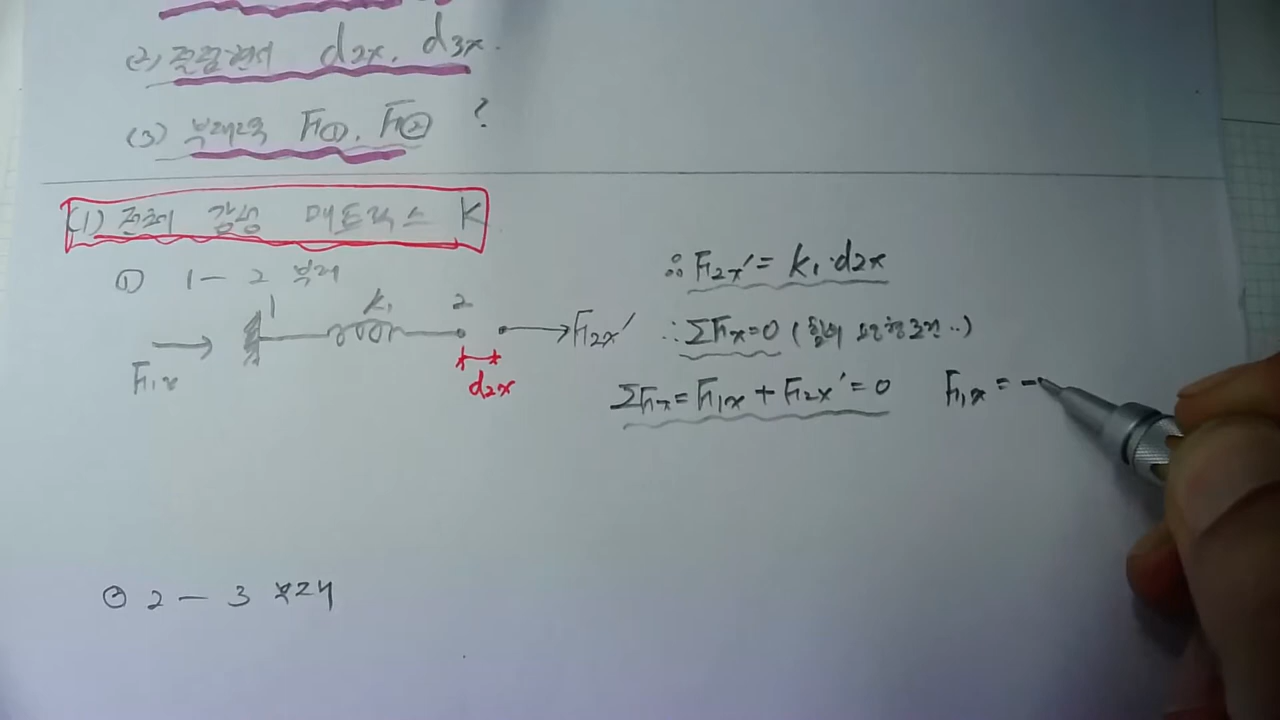 (2) 절점변위 d2x, d3x.
(3) 부재력 F①, F② ?
(1) 전체 강성 매트릭스 K
① 1 - 2 부재
1 k1 2
F1x
F2x'
d2x
∴ F2x' = k1·d2x
∴ ΣFx=0 (힘의 평형조건..)
ΣFx = F1x + F2x' = 0 F1x = -
② 2 - 3 부재